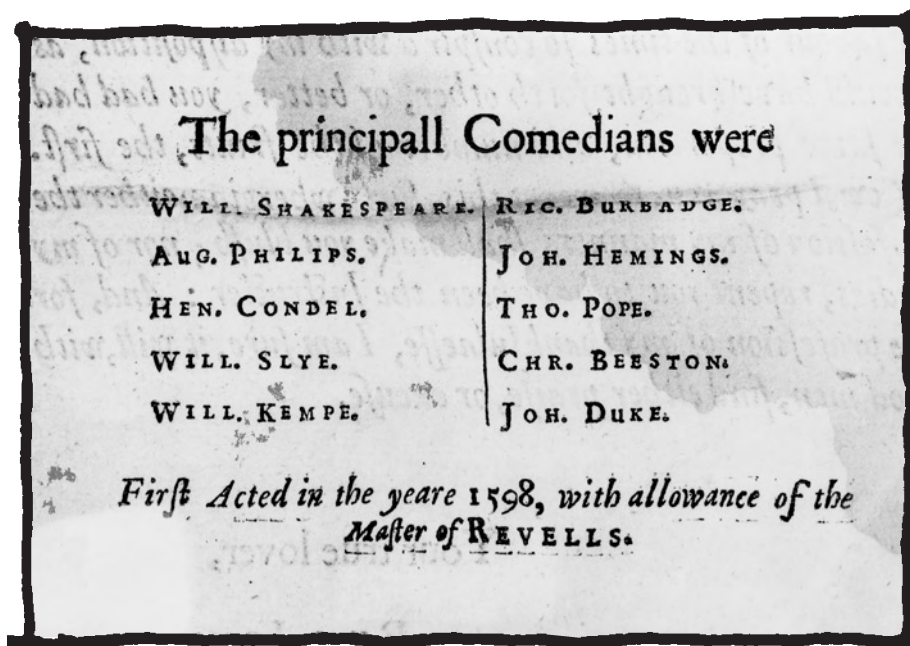 The principall Comedians were
WILL. SHAKESPEARE. RIC. BURBADGE.
AUG. PHILIPS. JOH. HEMINGS.
HEN. CONDEL. THO. POPE.
WILL. SLYE. CHR. BEESTON.
WILL. KEMPE. JOH. DUKE.
Firſt Acted in the yeare 1598, with allowance of the
Maſter of REVELLS.